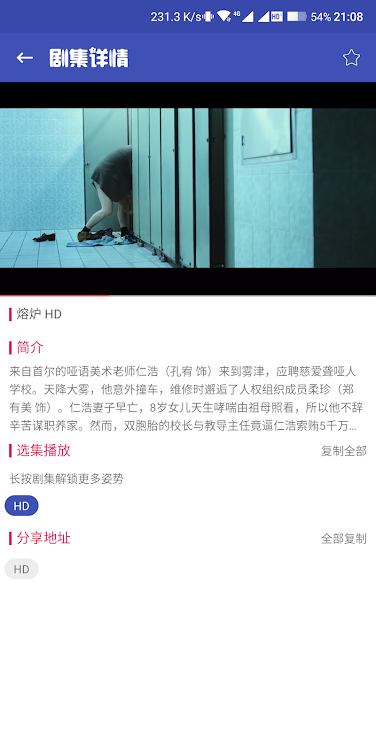 231.3 K/s 4G HD 54% 21:08
剧集详情
熔炉 HD
简介
来自首尔的哑语美术老师仁浩（孔宥 饰）来到雾津，应聘慈爱聋哑人
学校。天降大雾，他意外撞车，维修时邂逅了人权组织成员柔珍（郑
有美 饰）。仁浩妻子早亡，8岁女儿天生哮喘由祖母照看，所以他不辞
辛苦谋职养家。然而，双胞胎的校长与教导主任竟逼仁浩索贿5千万…
选集播放 复制全部
长按剧集解锁更多姿势
HD
分享地址 全部复制
HD